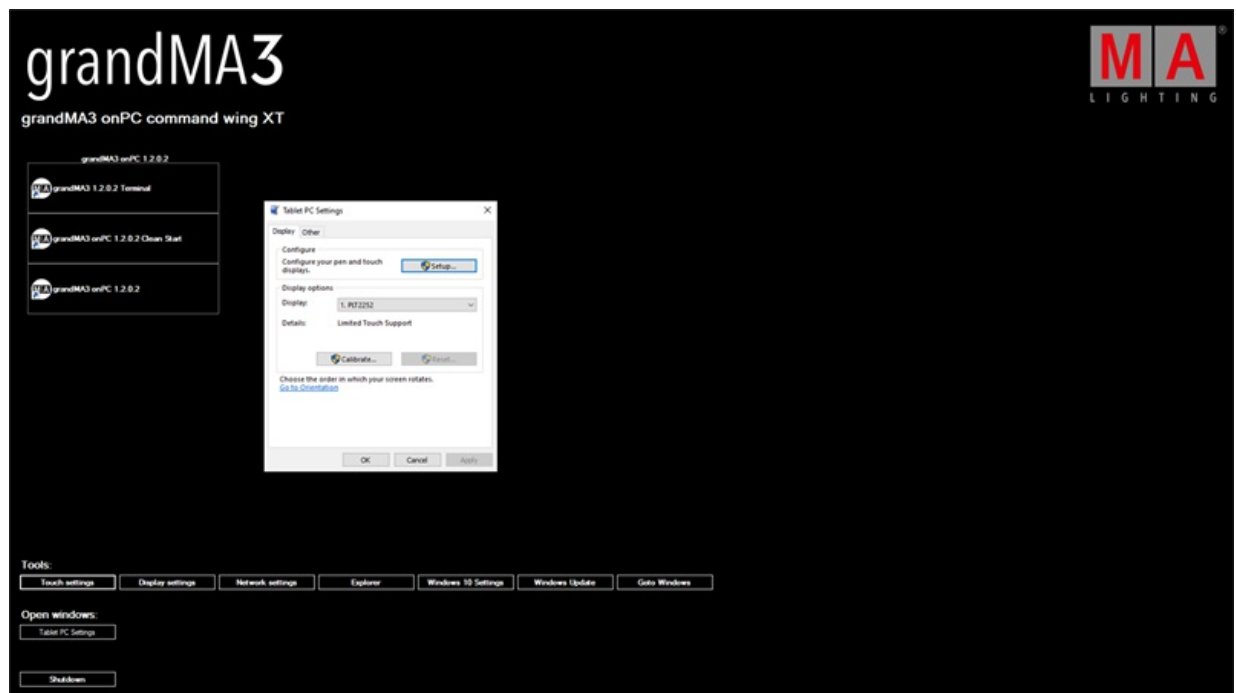 grandMA3
MA
®
LIGHTING
grandMA3 onPC command wing XT
grandMA3 onPC 1.2.0.2
MA grandMA3 1.2.0.2 Terminal
MA grandMA3 onPC 1.2.0.2 Clean Start
MA grandMA3 onPC 1.2.0.2
Tablet PC Settings
Display Other
Configure
Configure your pen and touch
displays.
Setup...
Display options
Display: 1. PLT2252
Details: Limited Touch Support
Calibrate... Reset...
Choose the order in which your screen rotates.
Go to Orientation
OK Cancel Apply
Tools:
Touch settings Display settings Network settings Explorer Windows 10 Settings Windows Update Goto Windows
Open windows:
Tablet PC Settings
Shutdown